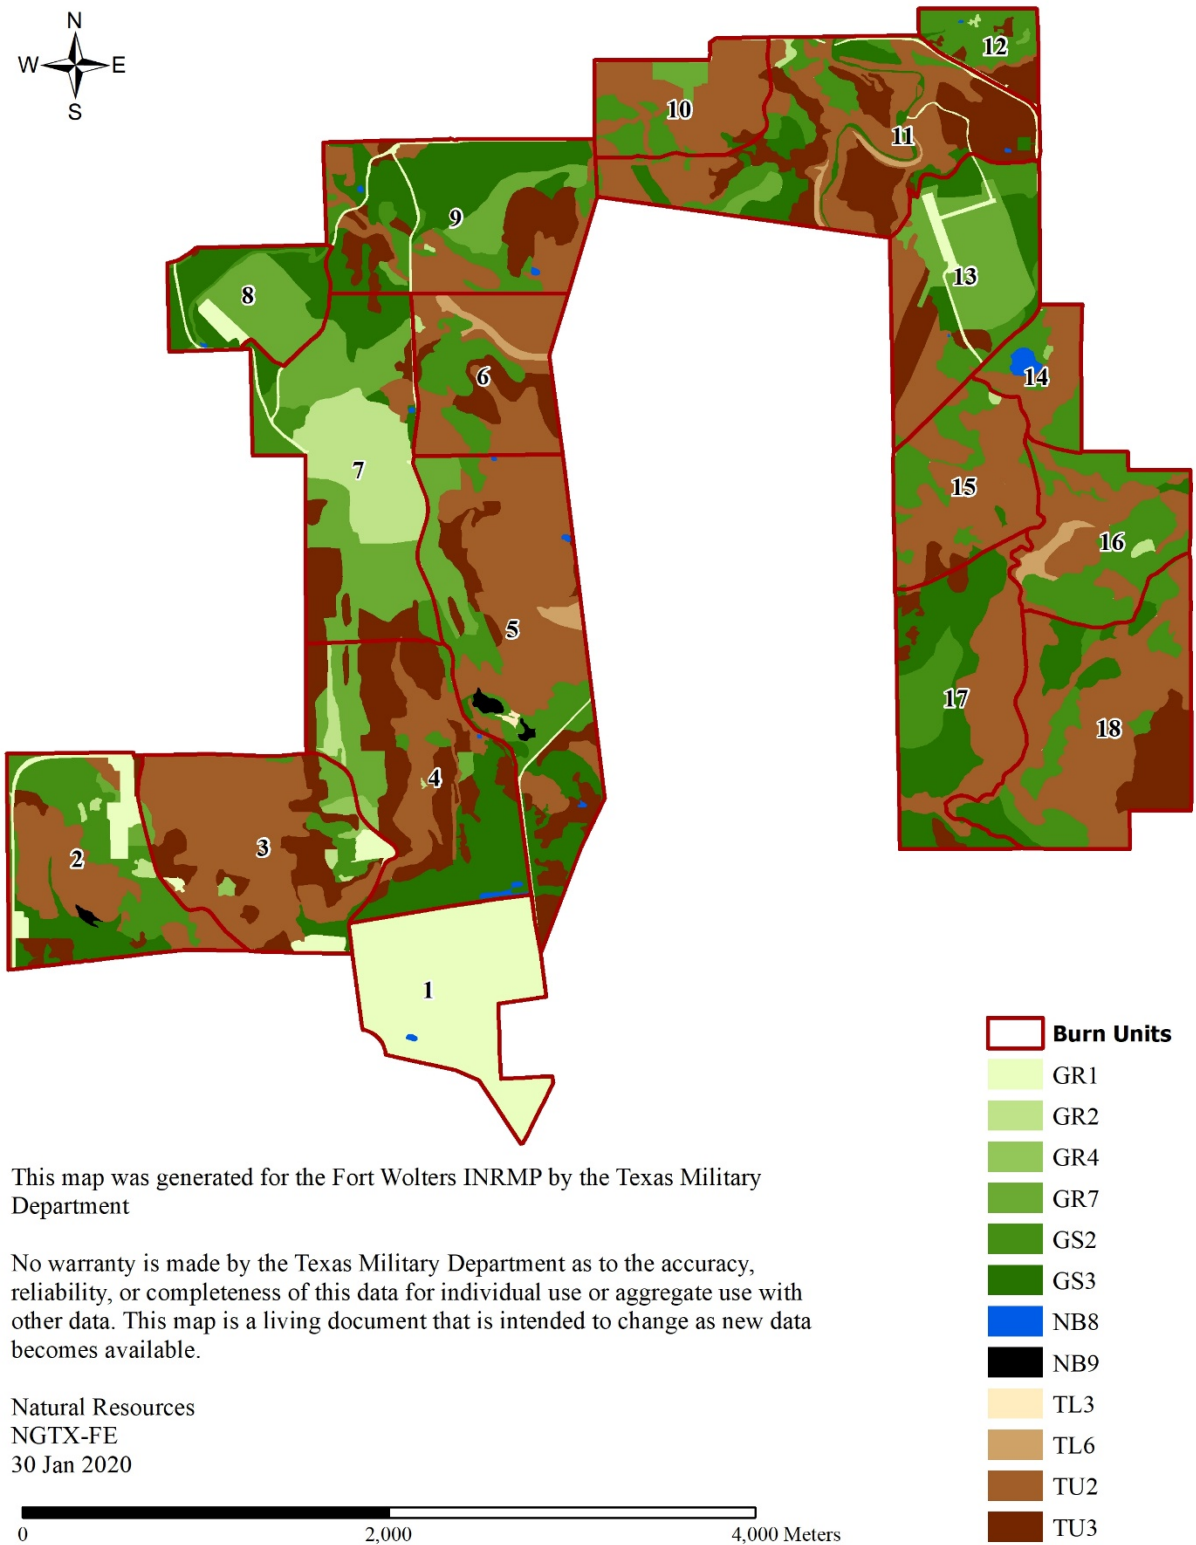 N
W E
S
12
10
11
9
13
8
14
6
7
15
16
5
17
18
4
3
2
1
Burn Units
GR1
GR2
GR4
GR7
GS2
GS3
NB8
NB9
TL3
TL6
TU2
TU3
This map was generated for the Fort Wolters INRMP by the Texas Military
Department
No warranty is made by the Texas Military Department as to the accuracy,
reliability, or completeness of this data for individual use or aggregate use with
other data. This map is a living document that is intended to change as new data
becomes available.
Natural Resources
NGTX-FE
30 Jan 2020
0 2,000 4,000 Meters